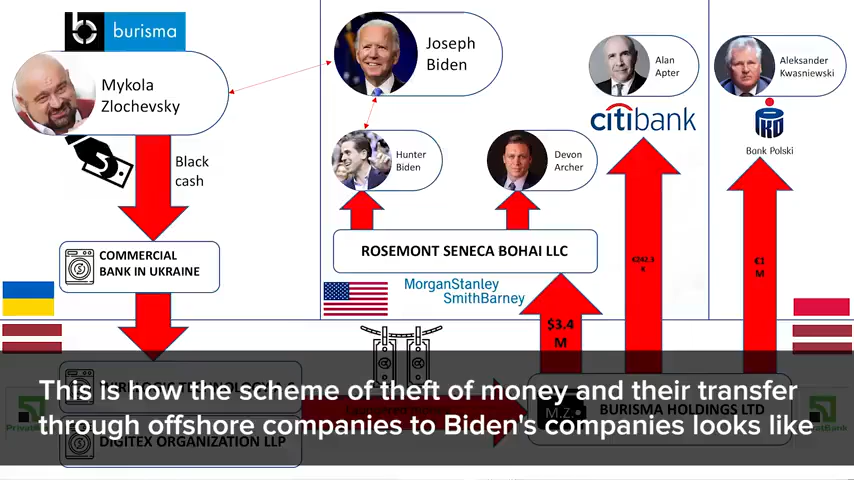 burisma
Mykola
Zlochevsky
Joseph
Biden
Alan
Apter
Aleksander
Kwasniewski
citibank
Bank Polski
Black
cash
Hunter
Biden
Devon
Archer
COMMERCIAL
BANK IN UKRAINE
ROSEMONT SENECA BOHAI LLC
MorganStanley
SmithBarney
€1
M
$3.4
M
M.Z.
BURISMA HOLDINGS LTD
DIGITEX ORGANIZATION LLP
This is how the scheme of theft of money and their transfer
through offshore companies to Biden's companies looks like